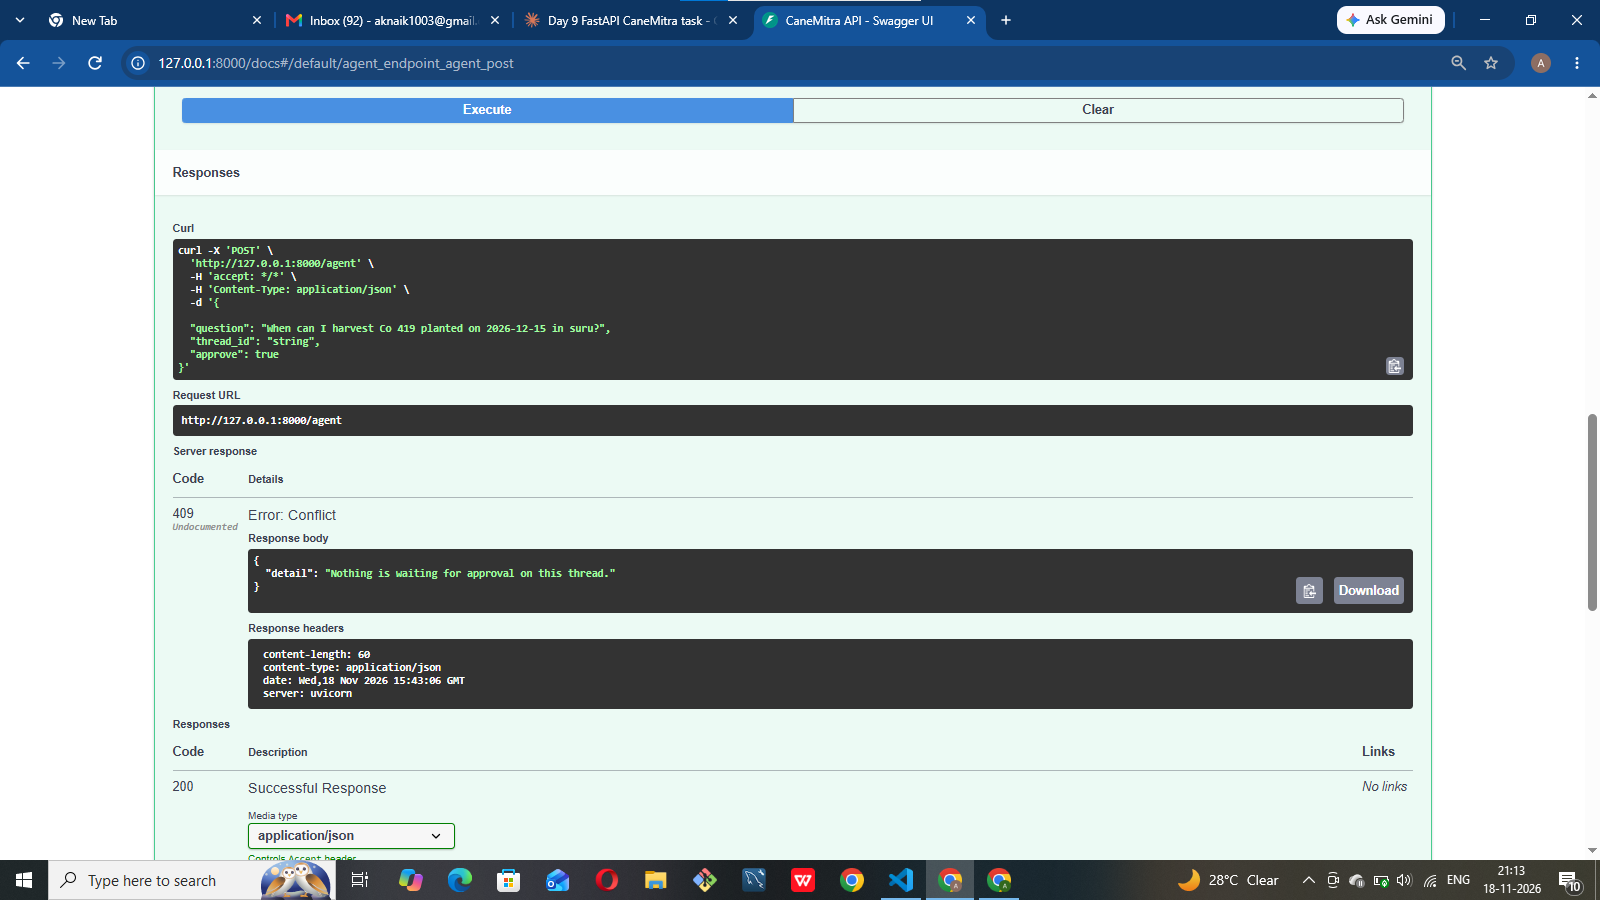 New Tab
Inbox (92) - aknaik1003@gmail.
Day 9 FastAPI CaneMitra task -
CaneMitra API - Swagger UI
Ask Gemini
127.0.0.1:8000/docs#/default/agent_endpoint_agent_post
A
Execute
Clear
Responses
Curl
curl -X 'POST' \
'http://127.0.0.1:8000/agent' \
-H 'accept: */*' \
-H 'Content-Type: application/json' \
-d '{
"question": "When can I harvest Co 419 planted on 2026-12-15 in suru?",
"thread_id": "string",
"approve": true
}'
Request URL
http://127.0.0.1:8000/agent
Server response
Code
Details
409
Undocumented
Error: Conflict
Response body
{
"detail": "Nothing is waiting for approval on this thread."
}
Download
Response headers
content-length: 60
content-type: application/json
date: Wed,18 Nov 2026 15:43:06 GMT
server: uvicorn
Responses
Code
Description
Links
200
Successful Response
No links
Media type
application/json
Controls Accept header
Type here to search
28°C Clear
ENG
21:13
18-11-2026
10